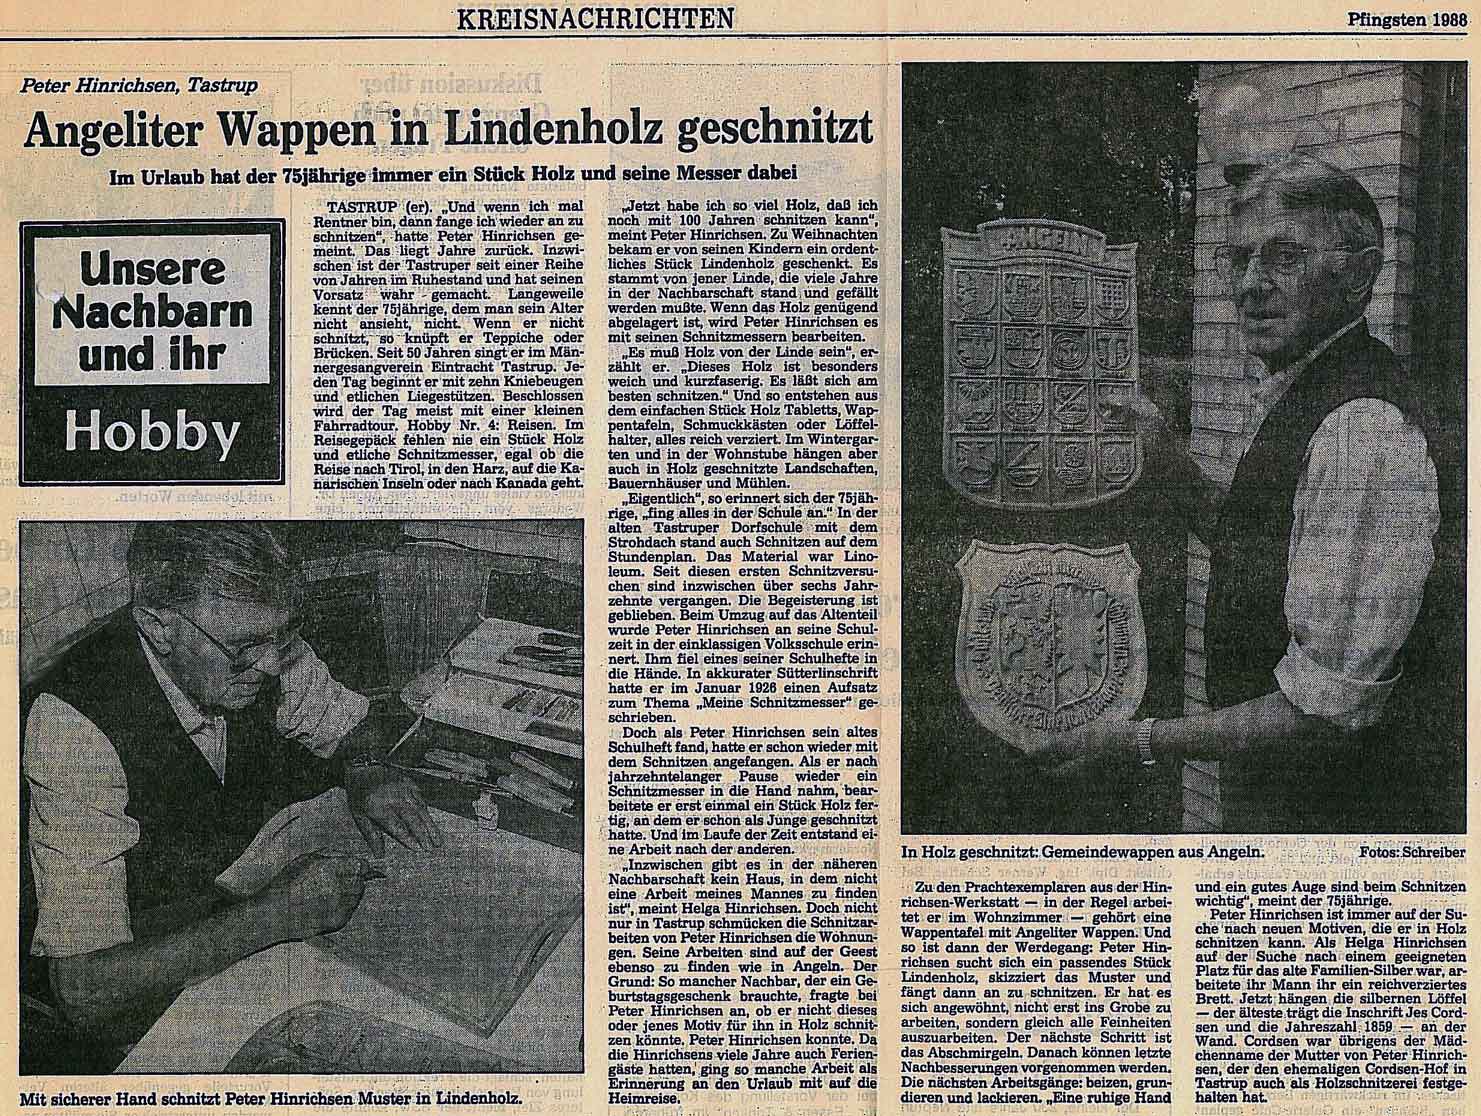 KREISNACHRICHTEN
Pfingsten 1988
Peter Hinrichsen, Tastrup
Angeliter Wappen in Lindenholz geschnitzt
Im Urlaub hat der 75jährige immer ein Stück Holz und seine Messer dabei
Unsere
Nachbarn
und ihr
Hobby
TASTRUP (er). „Und wenn ich mal
Rentner bin, dann fange ich wieder an zu
schnitzen“, hatte Peter Hinrichsen ge-
meint. Das liegt Jahre zurück. Inzwi-
schen ist der Tastruper seit einer Reihe
von Jahren im Ruhestand und hat seinen
Vorsatz wahr gemacht. Langeweile
kennt der 75jährige, dem man sein Alter
nicht ansieht, nicht. Wenn er nicht
schnitzt, so knüpft er Teppiche oder
Brücken. Seit 50 Jahren singt er im Män-
nergesangverein Eintracht Tastrup. Je-
den Tag beginnt er mit zehn Kniebeugen
und etlichen Liegestützen. Beschlossen
wird der Tag meist mit einer kleinen
Fahrradtour. Hobby Nr. 4: Reisen. Im
Reisegepäck fehlen nie ein Stück Holz
und etliche Schnitzmesser, egal ob die
Reise nach Tirol, in den Harz, auf die Ka-
narischen Inseln oder nach Kanada geht.
Mit sicherer Hand schnitzt Peter Hinrichsen Muster in Lindenholz.
„Jetzt habe ich so viel Holz, daß ich
noch mit 100 Jahren schnitzen kann“,
meint Peter Hinrichsen. Zu Weihnachten
bekam er von seinen Kindern ein ordent-
liches Stück Lindenholz geschenkt. Es
stammt von jener Linde, die viele Jahre
in der Nachbarschaft stand und gefällt
werden mußte. Wenn das Holz genügend
abgelagert ist, wird Peter Hinrichsen es
mit seinen Schnitzmessern bearbeiten.
„Es muß Holz von der Linde sein“, er-
zählt er. „Dieses Holz ist besonders
weich und kurzfaserig. Es läßt sich am
besten schnitzen.“ Und so entstehen aus
dem einfachen Stück Holz Tabletts, Wap-
pentafeln, Schmuckkästen oder Löffel-
halter, alles reich verziert. Im Wintergar-
ten und in der Wohnstube hängen aber
auch in Holz geschnitzte Landschaften,
Bauernhäuser und Mühlen.
„Eigentlich“, so erinnert sich der 75jäh-
rige, „fing alles in der Schule an.“ In der
alten Tastruper Dorfschule mit dem
Strohdach stand auch Schnitzen auf dem
Stundenplan. Das Material war Lino-
leum. Seit diesen ersten Schnitzversu-
chen sind inzwischen über sechs Jahr-
zehnte vergangen. Die Begeisterung ist
geblieben. Beim Umzug auf das Altenteil
wurde Peter Hinrichsen an seine Schul-
zeit in der einklassigen Volksschule erin-
nert. Ihm fiel eines seiner Schulhefte in
die Hände. In akkurater Sütterlinschrift
hatte er im Januar 1926 einen Aufsatz
zum Thema „Meine Schnitzmesser“ ge-
schrieben.
Doch als Peter Hinrichsen sein altes
Schulheft fand, hatte er schon wieder mit
dem Schnitzen angefangen. Als er nach
jahrzehntelanger Pause wieder ein
Schnitzmesser in die Hand nahm, bear-
beitete er erst einmal ein Stück Holz fer-
tig, an dem er schon als Junge geschnitzt
hatte. Und im Laufe der Zeit entstand ei-
ne Arbeit nach der anderen.
„Inzwischen gibt es in der näheren
Nachbarschaft kein Haus, in dem nicht
eine Arbeit meines Mannes zu finden
ist“, meint Helga Hinrichsen. Doch nicht
nur in Tastrup schmücken die Schnitzar-
beiten von Peter Hinrichsen die Wohnun-
gen. Seine Arbeiten sind auf der Geest
ebenso zu finden wie in Angeln. Der
Grund: So mancher Nachbar, der ein Ge-
burtstagsgeschenk brauchte, fragte bei
Peter Hinrichsen an, ob er nicht dieses
oder jenes Motiv für ihn in Holz schnit-
zen könnte. Peter Hinrichsen konnte. Da
die Hinrichsens viele Jahre auch Ferien-
gäste hatten, ging so manche Arbeit als
Erinnerung an den Urlaub mit auf die
Heimreise.
ANGELN
In Holz geschnitzt: Gemeindewappen aus Angeln. Fotos: Schreiber
Zu den Prachtexemplaren aus der Hin-
richsen-Werkstatt — in der Regel arbei-
tet er im Wohnzimmer — gehört eine
Wappentafel mit Angeliter Wappen. Und
so ist dann der Werdegang: Peter Hin-
richsen sucht sich ein passendes Stück
Lindenholz, skizziert das Muster und
fängt dann an zu schnitzen. Er hat es
sich angewöhnt, nicht erst ins Grobe zu
arbeiten, sondern gleich alle Feinheiten
auszuarbeiten. Der nächste Schritt ist
das Abschmirgeln. Danach können letzte
Nachbesserungen vorgenommen werden.
Die nächsten Arbeitsgänge: beizen, grun-
dieren und lackieren. „Eine ruhige Hand
und ein gutes Auge sind beim Schnitzen
wichtig“, meint der 75jährige.
Peter Hinrichsen ist immer auf der Su-
che nach neuen Motiven, die er in Holz
schnitzen kann. Als Helga Hinrichsen
auf der Suche nach einem geeigneten
Platz für das alte Familien-Silber war, ar-
beitete ihr Mann ihr ein reichverziertes
Brett. Jetzt hängen die silbernen Löffel
— der älteste trägt die Inschrift Jes Cord-
sen und die Jahreszahl 1859 — an der
Wand. Cordsen war übrigens der Mäd-
chenname der Mutter von Peter Hinrich-
sen, der den ehemaligen Cordsen-Hof in
Tastrup auch als Holzschnitzerei festge-
halten hat.